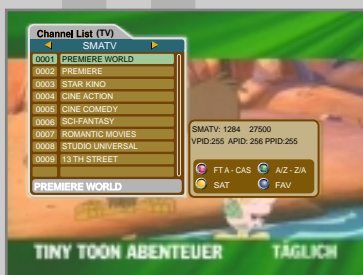 Channel List (TV)
SMATV
0001 PREMIERE WORLD
0002 PREMIERE
0003 STAR KINO
0004 CINE ACTION
0005 CINE COMEDY
0006 SCI-FANTASY
0007 ROMANTIC MOVIES
0008 STUDIO UNIVERSAL
0009 13 TH STREET
PREMIERE WORLD
SMATV: 1284 27500
VPID:255 APID: 256 PPID:255
FTA - CAS A/Z - Z/A
SAT FAV
TINY TOON ABENTEUER TÄGLICH